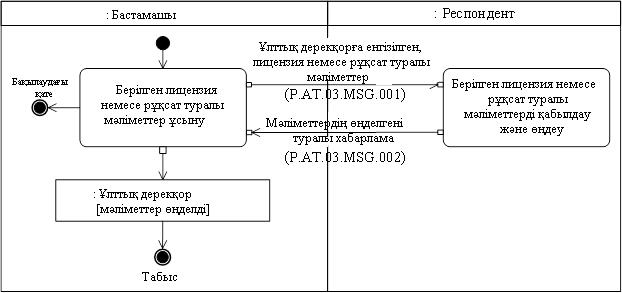 : Бастамашы
: Респондент
Ұлттық дерекқорға енгізілген,
лицензия немесе рұқсат туралы
мәліметтер
(P.AT.03.MSG.001)
Бақылаудағы
қате
Берілген лицензия
немесе рұқсат туралы
мәліметтер ұсыну
Берілген лицензия немесе
рұқсат туралы
мәліметтерді қабылдау
және өңдеу
Мәліметтердің өңделгені
туралы хабарлама
(P.AT.03.MSG.002)
: Ұлттық дерекқор
[мәліметтер өңделді]
Табыс